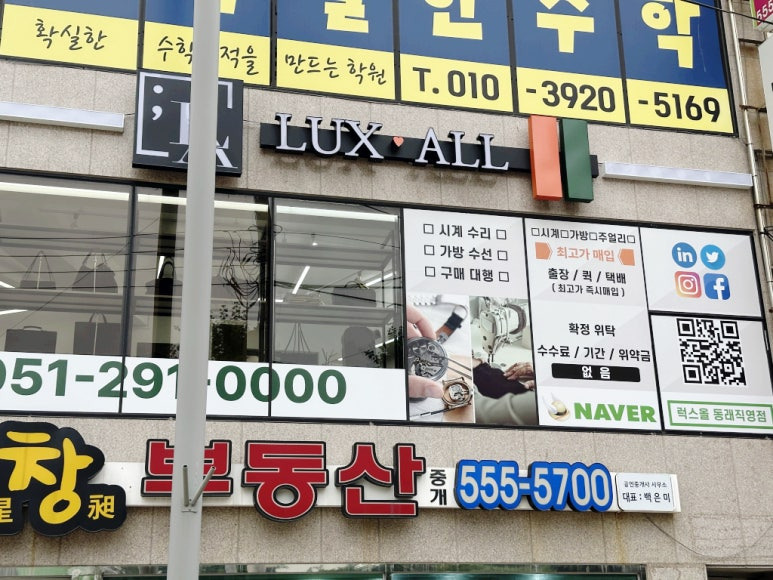 확실한
만드는 학원
T. 010
-3920
-5169
LUX ALL
□ 시계 수리 □
□ 가방 수선 □
□ 구매 대행 □
□시계□가방□주얼리□
최고가 매입
출장 / 퀵 / 택배
( 최고가 즉시매입 )
확정 위탁
수수료 / 기간 / 위약금
없 음
NAVER
in
f
럭스몰 동래직영점
051-291-0000
창
昶
부동산
중개
555-5700
공인중개사 사무소
대표 : 백 은 미